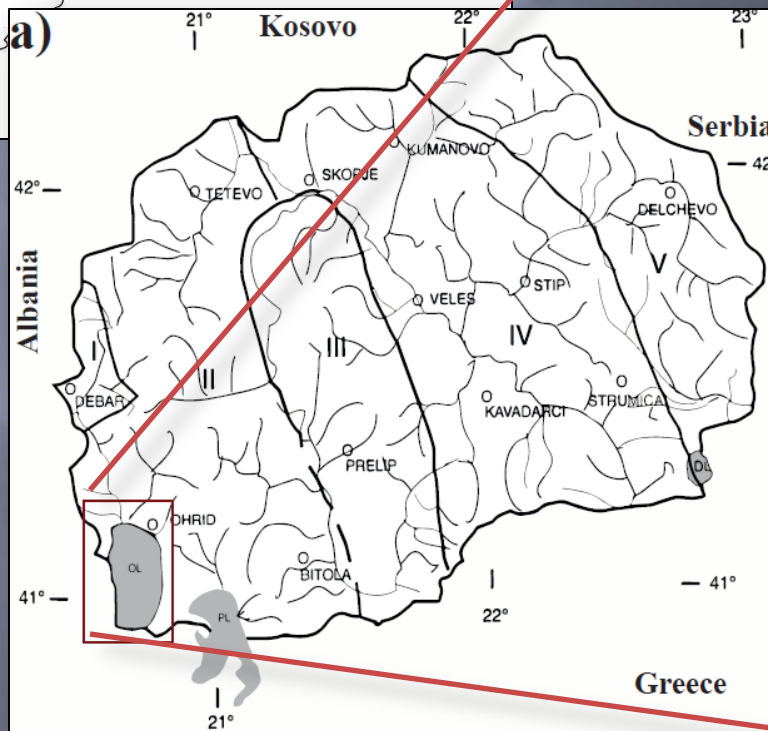 a)
21°
Kosovo
22°
23°
Serbia
KUMANOVO
SKOPJE
42°
42
TETEVO
DELCHEVO
Albania
V
STIP
VELES
I
III
IV
II
DEBAR
KAVADARCI
STRUMICA
PRELIP
DL
OHRID
OL
BITOLA
41°
41°
22°
PL
Greece
21°